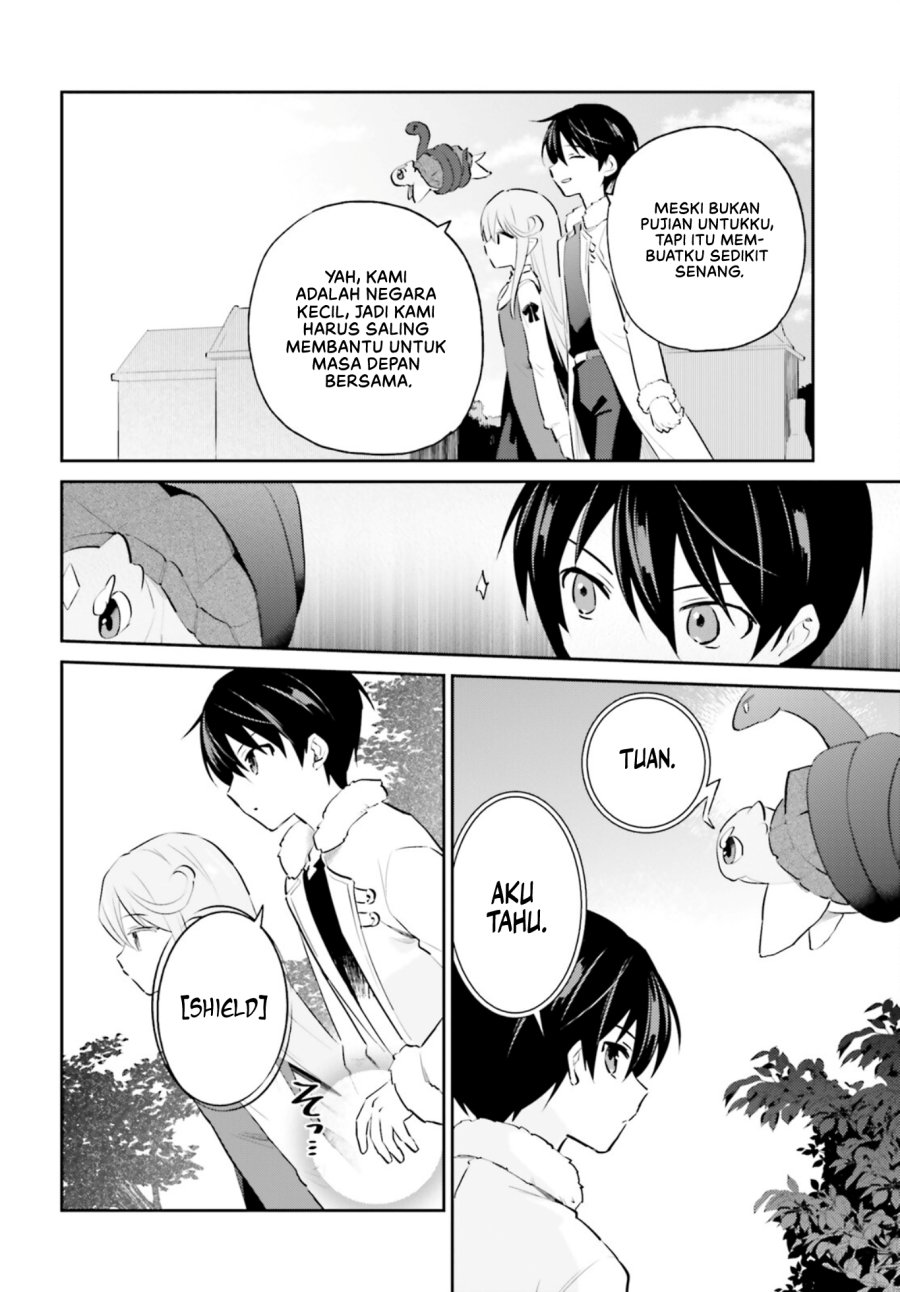 MESKI BUKAN
PUJIAN UNTUKKU,
TAPI ITU MEM-
BUATKU SEDIKIT
SENANG.
YAH, KAMI
ADALAH NEGARA
KECIL, JADI KAMI
HARUS SALING
MEMBANTU UNTUK
MASA DEPAN
BERSAMA.
TUAN.
AKU
TAHU.
[SHIELD]